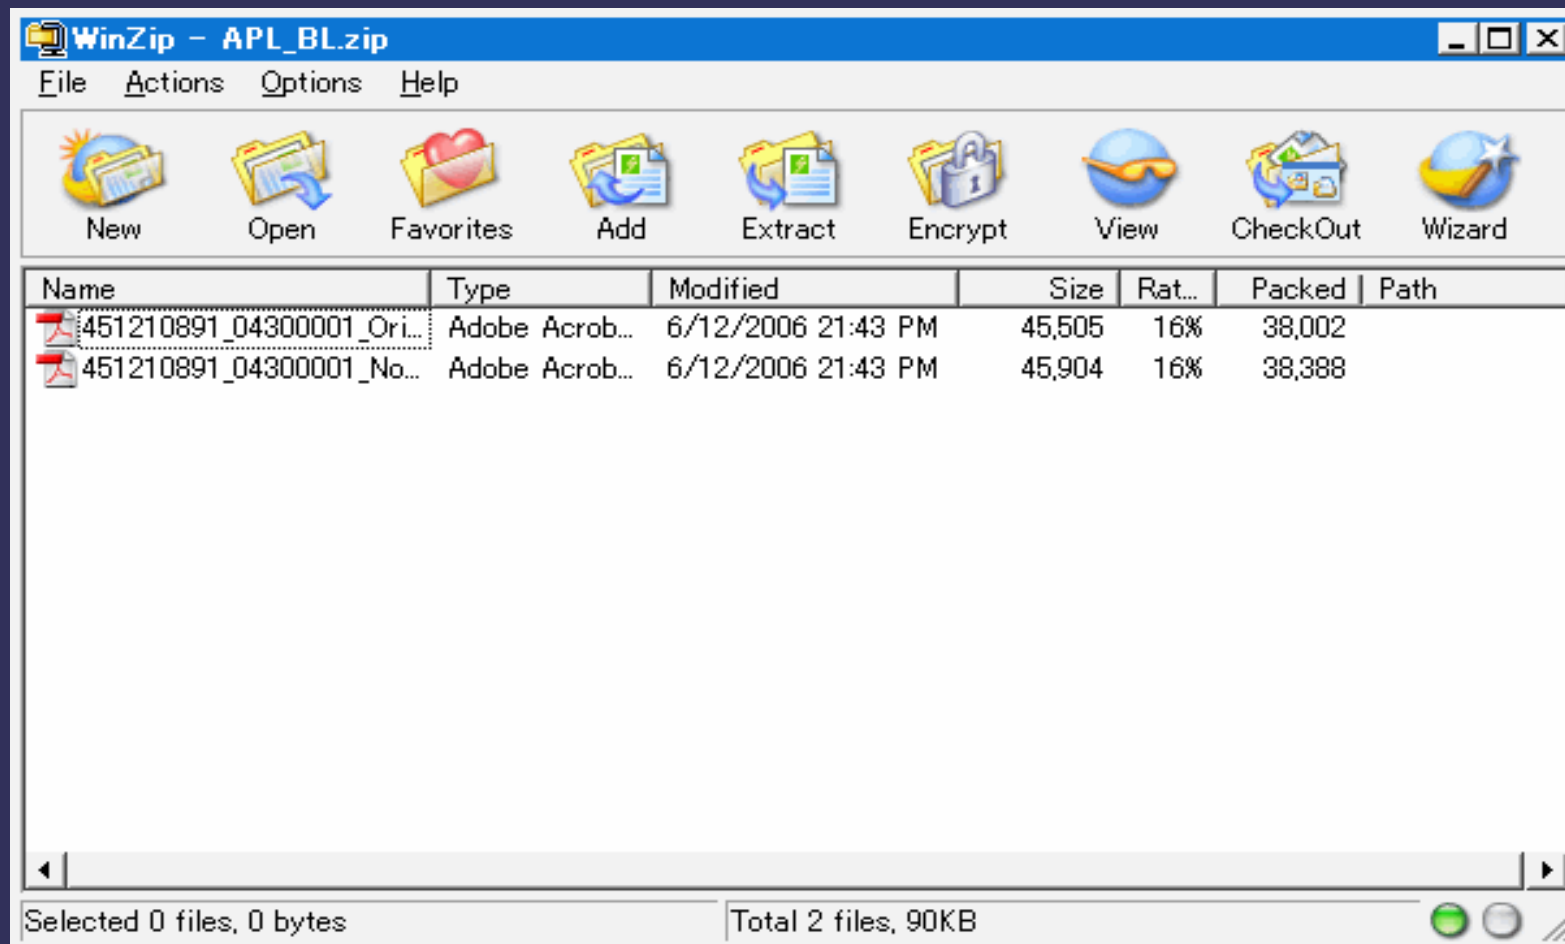 WinZip - APL_BL.zip
File Actions Options Help
New Open Favorites Add Extract Encrypt View CheckOut Wizard
Name Type Modified Size Rat... Packed Path
451210891_04300001_Ori... Adobe Acrob... 6/12/2006 21:43 PM 45,505 16% 38,002
451210891_04300001_No... Adobe Acrob... 6/12/2006 21:43 PM 45,904 16% 38,388
Selected 0 files, 0 bytes Total 2 files, 90KB